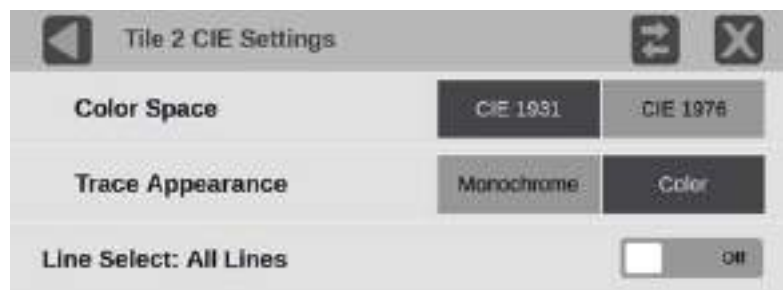 Tile 2 CIE Settings
Color Space CIE 1931 CIE 1976
Trace Appearance Monochrome Color
Line Select: All Lines Off